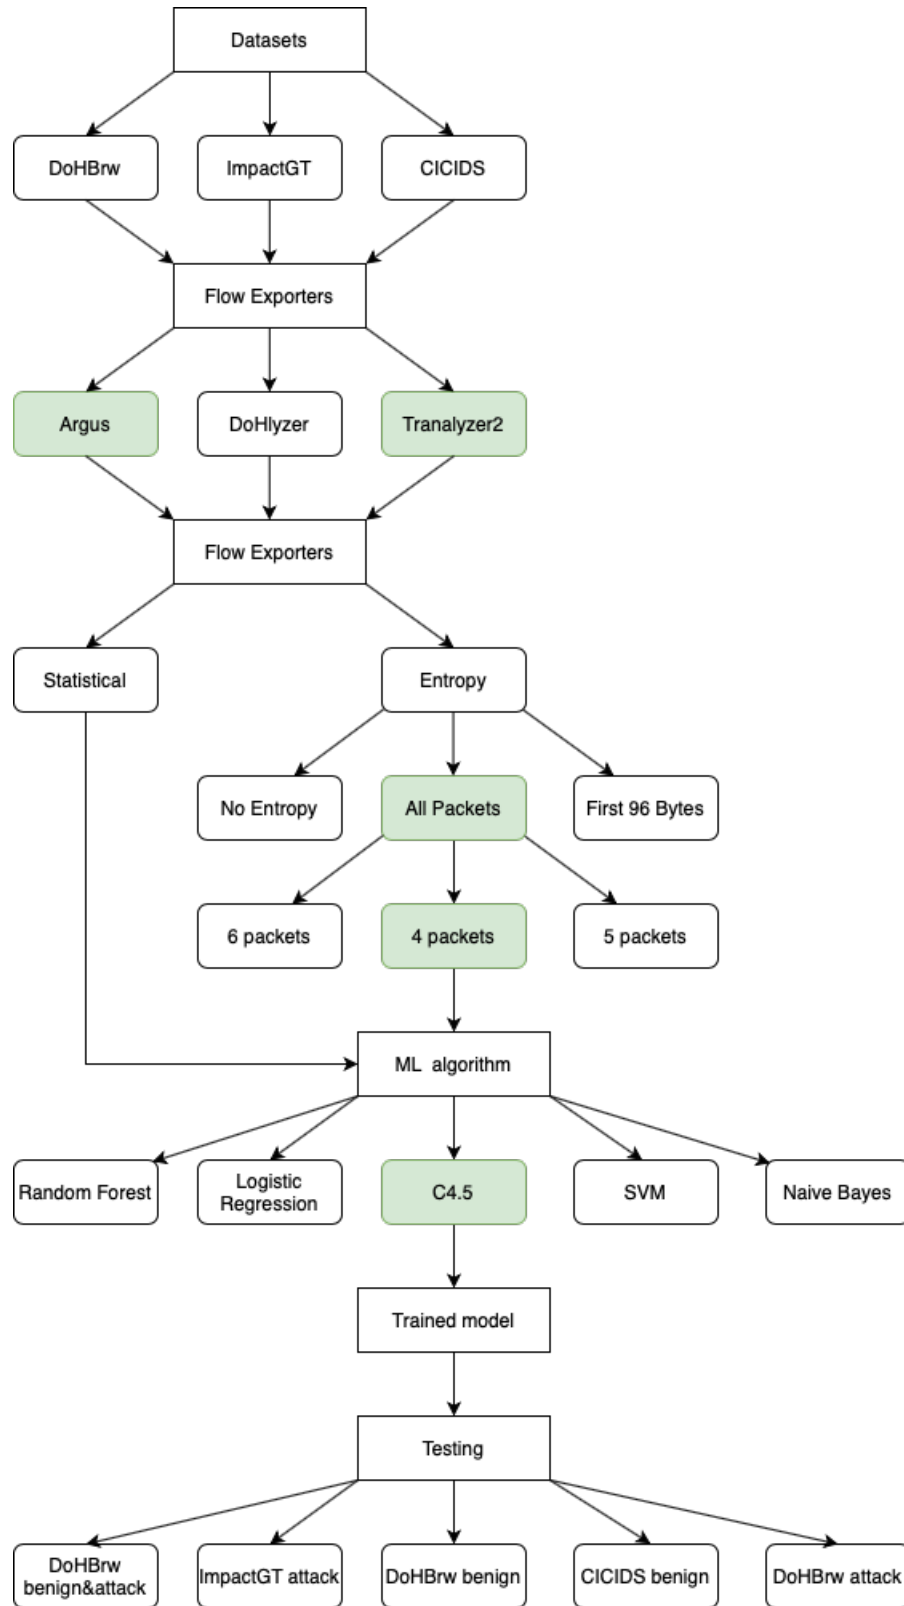 Datasets
DoHBrw
ImpactGT
CICIDS
Flow Exporters
Argus
DoHlyzer
Tranalyzer2
Flow Exporters
Statistical
Entropy
No Entropy
All Packets
First 96 Bytes
6 packets
4 packets
5 packets
ML algorithm
Random Forest
Logistic
Regression
C4.5
SVM
Naive Bayes
Trained model
Testing
DoHBrw
benign&attack
ImpactGT attack
DoHBrw benign
CICIDS benign
DoHBrw attack